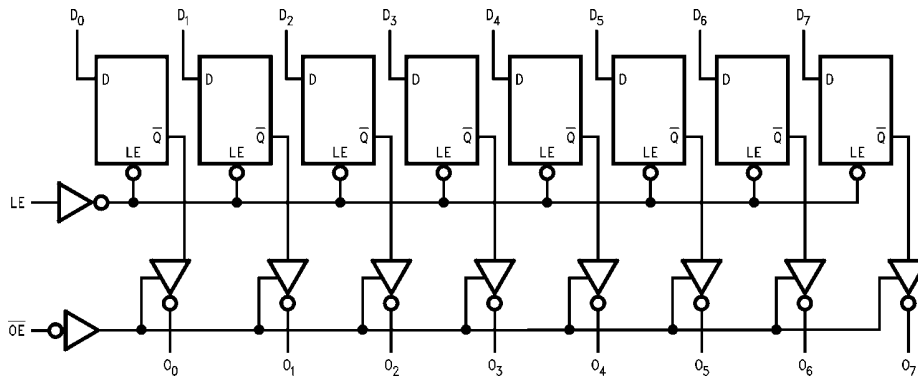 D₀ D₁ D₂ D₃ D₄ D₅ D₆ D₇
D D D D D D D D
Q̅ Q̅ Q̅ Q̅ Q̅ Q̅ Q̅ Q̅
LE LE LE LE LE LE LE LE
LE
O̅E̅
O₀ O₁ O₂ O₃ O₄ O₅ O₆ O₇